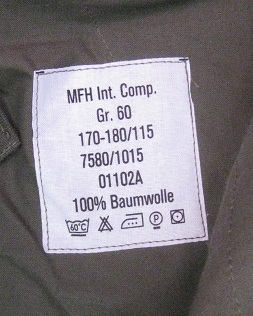 MFH Int. Comp.
Gr. 60
170-180/115
7580/1015
01102A
100% Baumwolle
60°C P